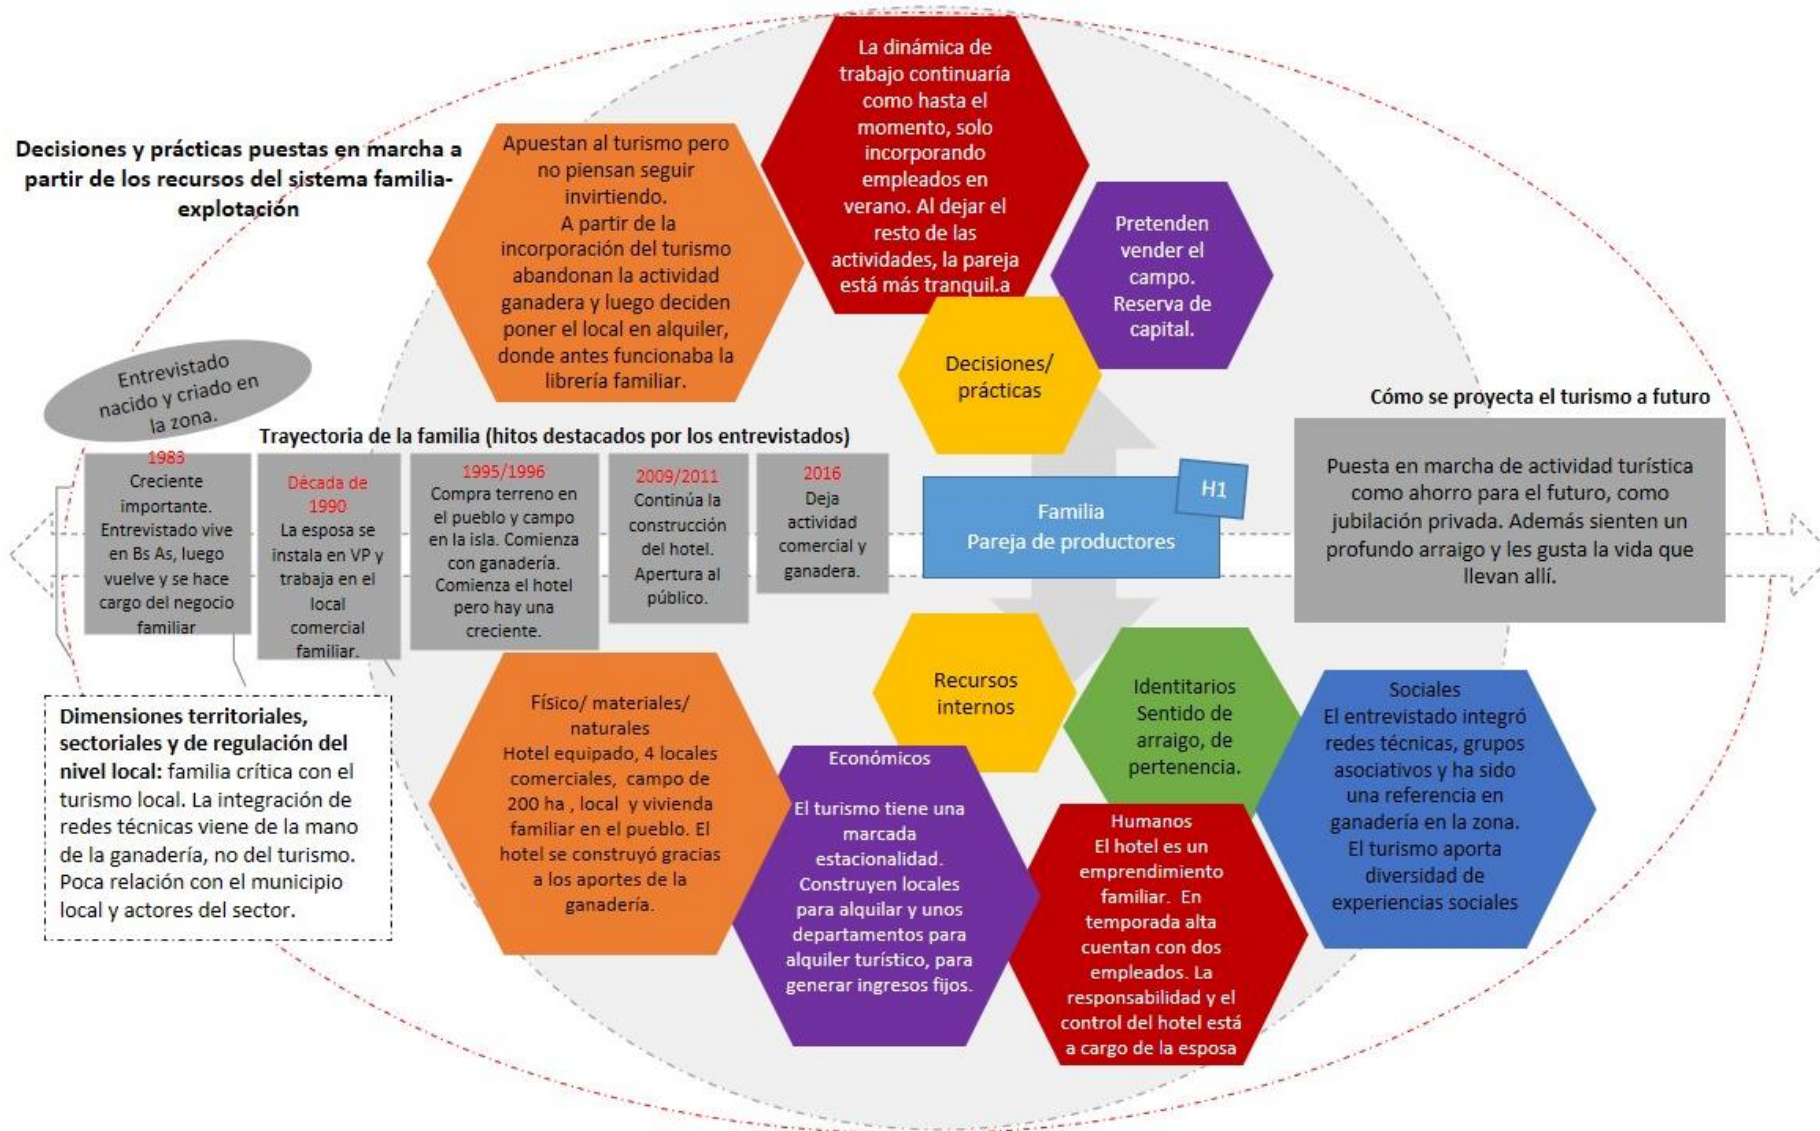 Decisiones y prácticas puestas en marcha a
partir de los recursos del sistema familia-
explotación
Apuestan al turismo pero
no piensan seguir
invirtiendo.
A partir de la
incorporación del turismo
abandonan la actividad
ganadera y luego deciden
poner el local en alquiler,
donde antes funcionaba la
librería familiar.
La dinámica de
trabajo continuaría
como hasta el
momento, solo
incorporando
empleados en
verano. Al dejar el
resto de las
actividades, la pareja
está más tranquil.a
Pretenden
vender el
campo.
Reserva de
capital.
Decisiones/
prácticas
Entrevistado
nacido y criado en
la zona.
Trayectoria de la familia (hitos destacados por los entrevistados)
1983
Creciente
importante.
Entrevistado vive
en Bs As, luego
vuelve y se hace
cargo del negocio
familiar
Década de
1990
La esposa se
instala en VP y
trabaja en el
local
comercial
familiar.
1995/1996
Compra terreno en
el pueblo y campo
en la isla. Comienza
con ganadería.
Comienza el hotel
pero hay una
creciente.
2009/2011
Continúa la
construcción
del hotel.
Apertura al
público.
2016
Deja
actividad
comercial y
ganadera.
H1
Familia
Pareja de productores
Cómo se proyecta el turismo a futuro
Puesta en marcha de actividad turística
como ahorro para el futuro, como
jubilación privada. Además sienten un
profundo arraigo y les gusta la vida que
llevan allí.
Dimensiones territoriales,
sectoriales y de regulación del
nivel local: familia crítica con el
turismo local. La integración de
redes técnicas viene de la mano
de la ganadería, no del turismo.
Poca relación con el municipio
local y actores del sector.
Físico/ materiales/
naturales
Hotel equipado, 4 locales
comerciales, campo de
200 ha , local y vivienda
familiar en el pueblo. El
hotel se construyó gracias
a los aportes de la
ganadería.
Económicos
El turismo tiene una
marcada
estacionalidad.
Construyen locales
para alquilar y unos
departamentos para
alquiler turístico, para
generar ingresos fijos.
Recursos
internos
Identitarios
Sentido de
arraigo, de
pertenencia.
Humanos
El hotel es un
emprendimiento
familiar. En
temporada alta
cuentan con dos
empleados. La
responsabilidad y el
control del hotel está
a cargo de la esposa
Sociales
El entrevistado integró
redes técnicas, grupos
asociativos y ha sido
una referencia en
ganadería en la zona.
El turismo aporta
diversidad de
experiencias sociales